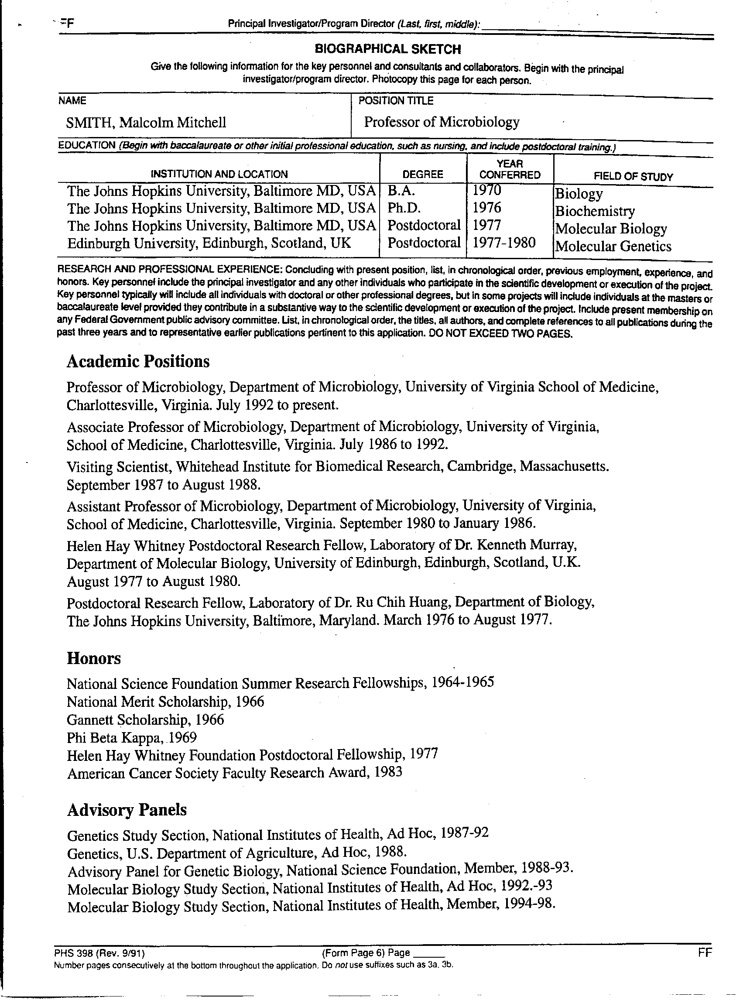 FF
Principal Investigator/Program Director (Last, first, middle):
BIOGRAPHICAL SKETCH
Give the following information for the key personnel and consultants and collaborators. Begin with the principal
investigator/program director. Photocopy this page for each person.
NAME
POSITION TITLE
SMITH, Malcolm Mitchell
Professor of Microbiology
EDUCATION (Begin with baccalaureate or other initial professional education, such as nursing, and include postdoctoral training.)
INSTITUTION AND LOCATION DEGREE YEAR CONFERRED FIELD OF STUDY
The Johns Hopkins University, Baltimore MD, USA B.A. 1970 Biology
The Johns Hopkins University, Baltimore MD, USA Ph.D. 1976 Biochemistry
The Johns Hopkins University, Baltimore MD, USA Postdoctoral 1977 Molecular Biology
Edinburgh University, Edinburgh, Scotland, UK Postdoctoral 1977-1980 Molecular Genetics
RESEARCH AND PROFESSIONAL EXPERIENCE: Concluding with present position, list, in chronological order, previous employment, experience, and
honors. Key personnel include the principal investigator and any other individuals who participate in the scientific development or execution of the project.
Key personnel typically will include all individuals with doctoral or other professional degrees, but in some projects will include individuals at the masters or
baccalaureate level provided they contribute in a substantive way to the scientific development or execution of the project. Include present membership on
any Federal Government public advisory committee. List, in chronological order, the titles, all authors, and complete references to all publications during the
past three years and to representative earlier publications pertinent to this application. DO NOT EXCEED TWO PAGES.
Academic Positions
Professor of Microbiology, Department of Microbiology, University of Virginia School of Medicine,
Charlottesville, Virginia. July 1992 to present.
Associate Professor of Microbiology, Department of Microbiology, University of Virginia,
School of Medicine, Charlottesville, Virginia. July 1986 to 1992.
Visiting Scientist, Whitehead Institute for Biomedical Research, Cambridge, Massachusetts.
September 1987 to August 1988.
Assistant Professor of Microbiology, Department of Microbiology, University of Virginia,
School of Medicine, Charlottesville, Virginia. September 1980 to January 1986.
Helen Hay Whitney Postdoctoral Research Fellow, Laboratory of Dr. Kenneth Murray,
Department of Molecular Biology, University of Edinburgh, Edinburgh, Scotland, U.K.
August 1977 to August 1980.
Postdoctoral Research Fellow, Laboratory of Dr. Ru Chih Huang, Department of Biology,
The Johns Hopkins University, Baltimore, Maryland. March 1976 to August 1977.
Honors
National Science Foundation Summer Research Fellowships, 1964-1965
National Merit Scholarship, 1966
Gannett Scholarship, 1966
Phi Beta Kappa, 1969
Helen Hay Whitney Foundation Postdoctoral Fellowship, 1977
American Cancer Society Faculty Research Award, 1983
Advisory Panels
Genetics Study Section, National Institutes of Health, Ad Hoc, 1987-92
Genetics, U.S. Department of Agriculture, Ad Hoc, 1988.
Advisory Panel for Genetic Biology, National Science Foundation, Member, 1988-93.
Molecular Biology Study Section, National Institutes of Health, Ad Hoc, 1992.-93
Molecular Biology Study Section, National Institutes of Health, Member, 1994-98.
PHS 398 (Rev. 9/91) (Form Page 6) Page FF
Number pages consecutively at the bottom throughout the application. Do not use suffixes such as 3a, 3b.